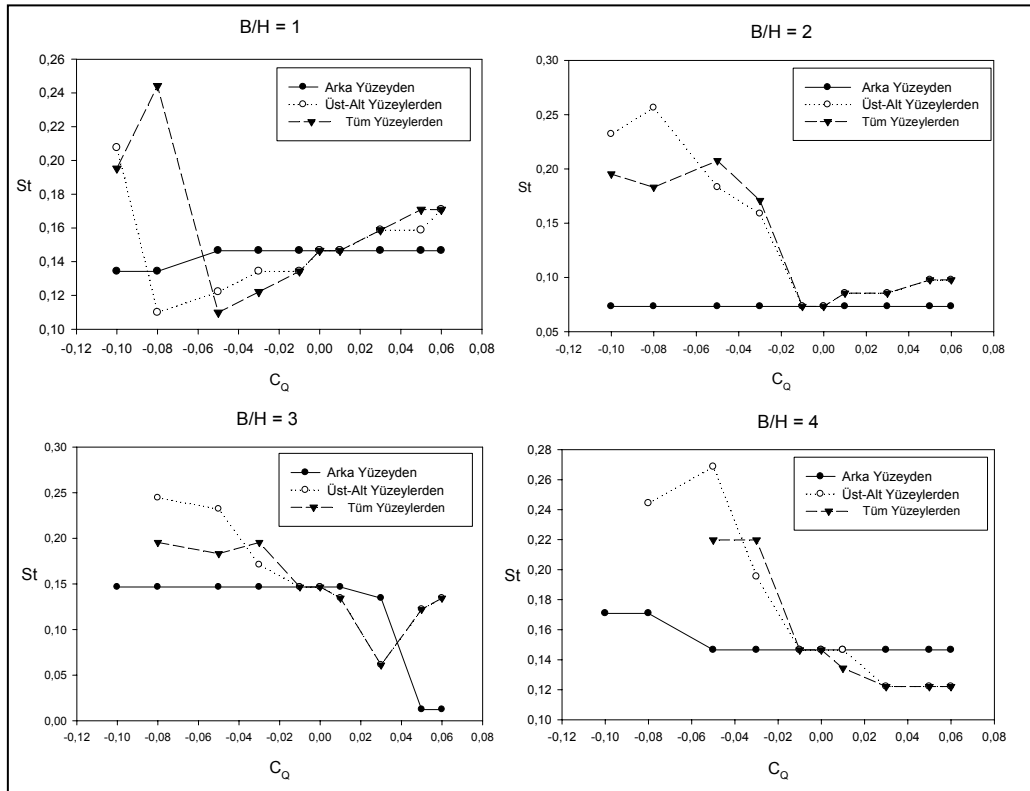 B/H = 1
0,26
0,24
0,22
0,20
0,18
0,16
0,14
0,12
0,10
St
Arka Yüzeyden
Üst-Alt Yüzeylerden
Tüm Yüzeylerden
-0,12 -0,10 -0,08 -0,06 -0,04 -0,02 0,00 0,02 0,04 0,06 0,08
CQ
B/H = 2
0,30
0,25
0,20
0,15
0,10
0,05
St
Arka Yüzeyden
Üst-Alt Yüzeylerden
Tüm Yüzeylerden
-0,12 -0,10 -0,08 -0,06 -0,04 -0,02 0,00 0,02 0,04 0,06 0,08
CQ
B/H = 3
0,30
0,25
0,20
0,15
0,10
0,05
0,00
St
Arka Yüzeyden
Üst-Alt Yüzeylerden
Tüm Yüzeylerden
-0,12 -0,10 -0,08 -0,06 -0,04 -0,02 0,00 0,02 0,04 0,06 0,08
CQ
B/H = 4
0,28
0,26
0,24
0,22
0,20
0,18
0,16
0,14
0,12
0,10
St
Arka Yüzeyden
Üst-Alt Yüzeylerden
Tüm Yüzeylerden
-0,12 -0,10 -0,08 -0,06 -0,04 -0,02 0,00 0,02 0,04 0,06 0,08
CQ